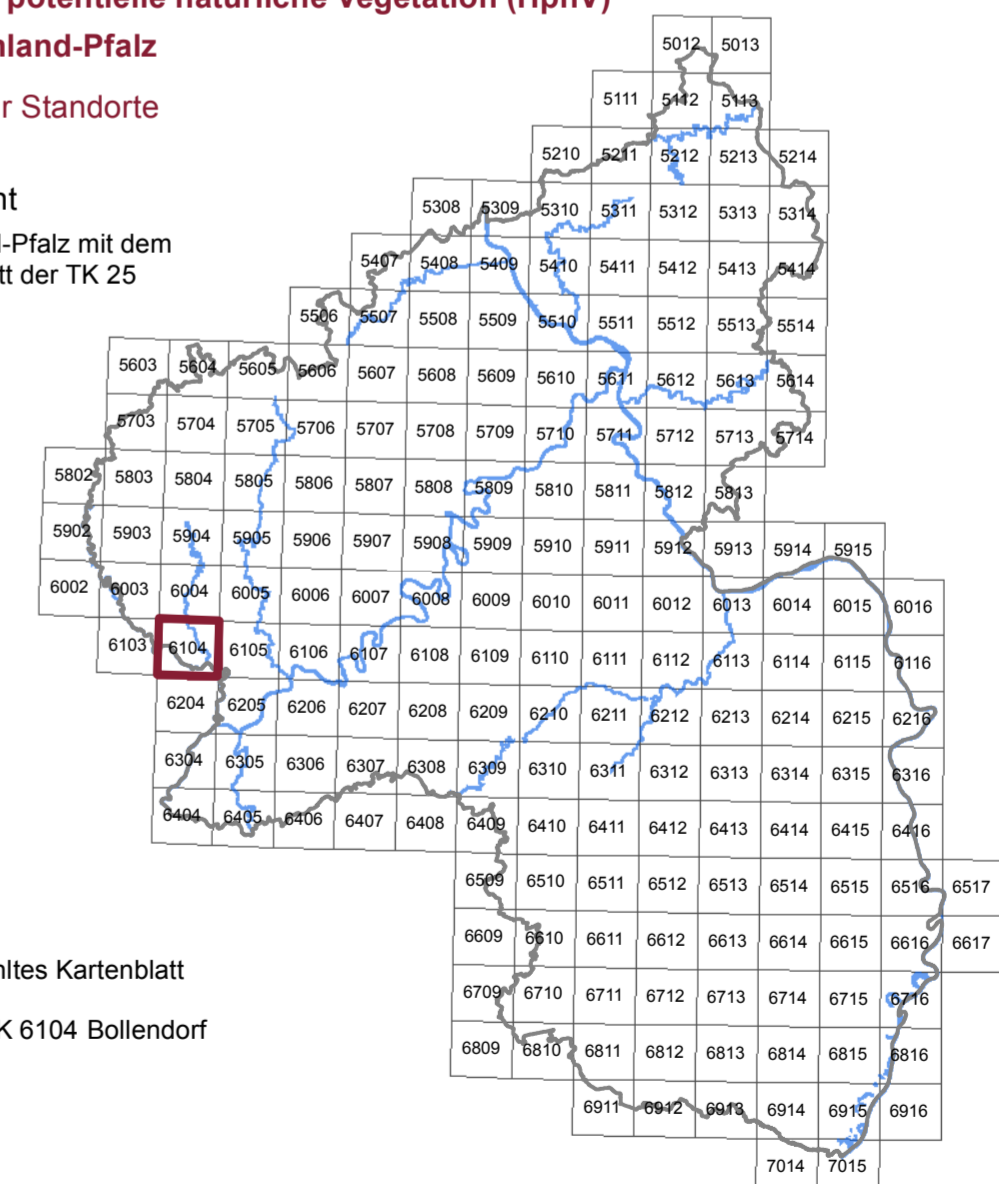 potentielle natürliche Vegetation (HpnV)
nland-Pfalz
r Standorte
nt
l-Pfalz mit dem
tt der TK 25
5012 5013
5111 5112 5113
5210 5211 5212 5213 5214
5308 5309 5310 5311 5312 5313 5314
5407 5408 5409 5410 5411 5412 5413 5414
5506 5507 5508 5509 5510 5511 5512 5513 5514
5603 5604 5605 5606 5607 5608 5609 5610 5611 5612 5613 5614
5703 5704 5705 5706 5707 5708 5709 5710 5711 5712 5713 5714
5802 5803 5804 5805 5806 5807 5808 5809 5810 5811 5812 5813
5902 5903 5904 5905 5906 5907 5908 5909 5910 5911 5912 5913 5914 5915
6002 6003 6004 6005 6006 6007 6008 6009 6010 6011 6012 6013 6014 6015 6016
6103 6104 6105 6106 6107 6108 6109 6110 6111 6112 6113 6114 6115 6116
6204 6205 6206 6207 6208 6209 6210 6211 6212 6213 6214 6215 6216
6304 6305 6306 6307 6308 6309 6310 6311 6312 6313 6314 6315 6316
6404 6405 6406 6407 6408 6409 6410 6411 6412 6413 6414 6415 6416
6509 6510 6511 6512 6513 6514 6515 6516 6517
6609 6610 6611 6612 6613 6614 6615 6616 6617
hltes Kartenblatt
6709 6710 6711 6712 6713 6714 6715 6716
K 6104 Bollendorf
6809 6810 6811 6812 6813 6814 6815 6816
6911 6912 6913 6914 6915 6916
7014 7015